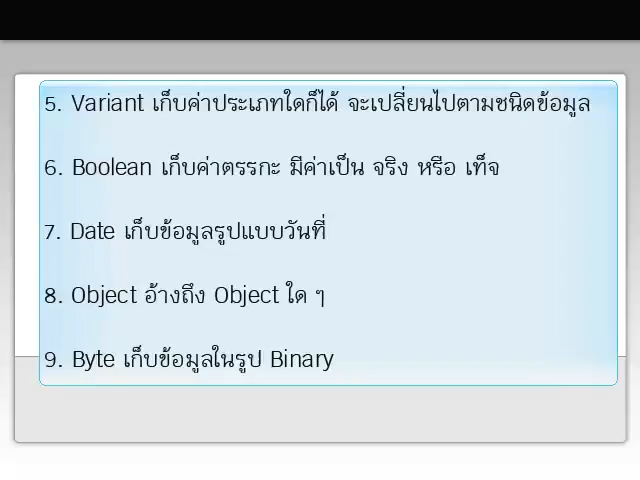 5. Variant เก็บค่าประเภทใดก็ได้ จะเปลี่ยนไปตามชนิดข้อมูล
6. Boolean เก็บค่าตรรกะ มีค่าเป็น จริง หรือ เท็จ
7. Date เก็บข้อมูลรูปแบบวันที่
8. Object อ้างถึง Object ใด ๆ
9. Byte เก็บข้อมูลในรูป Binary